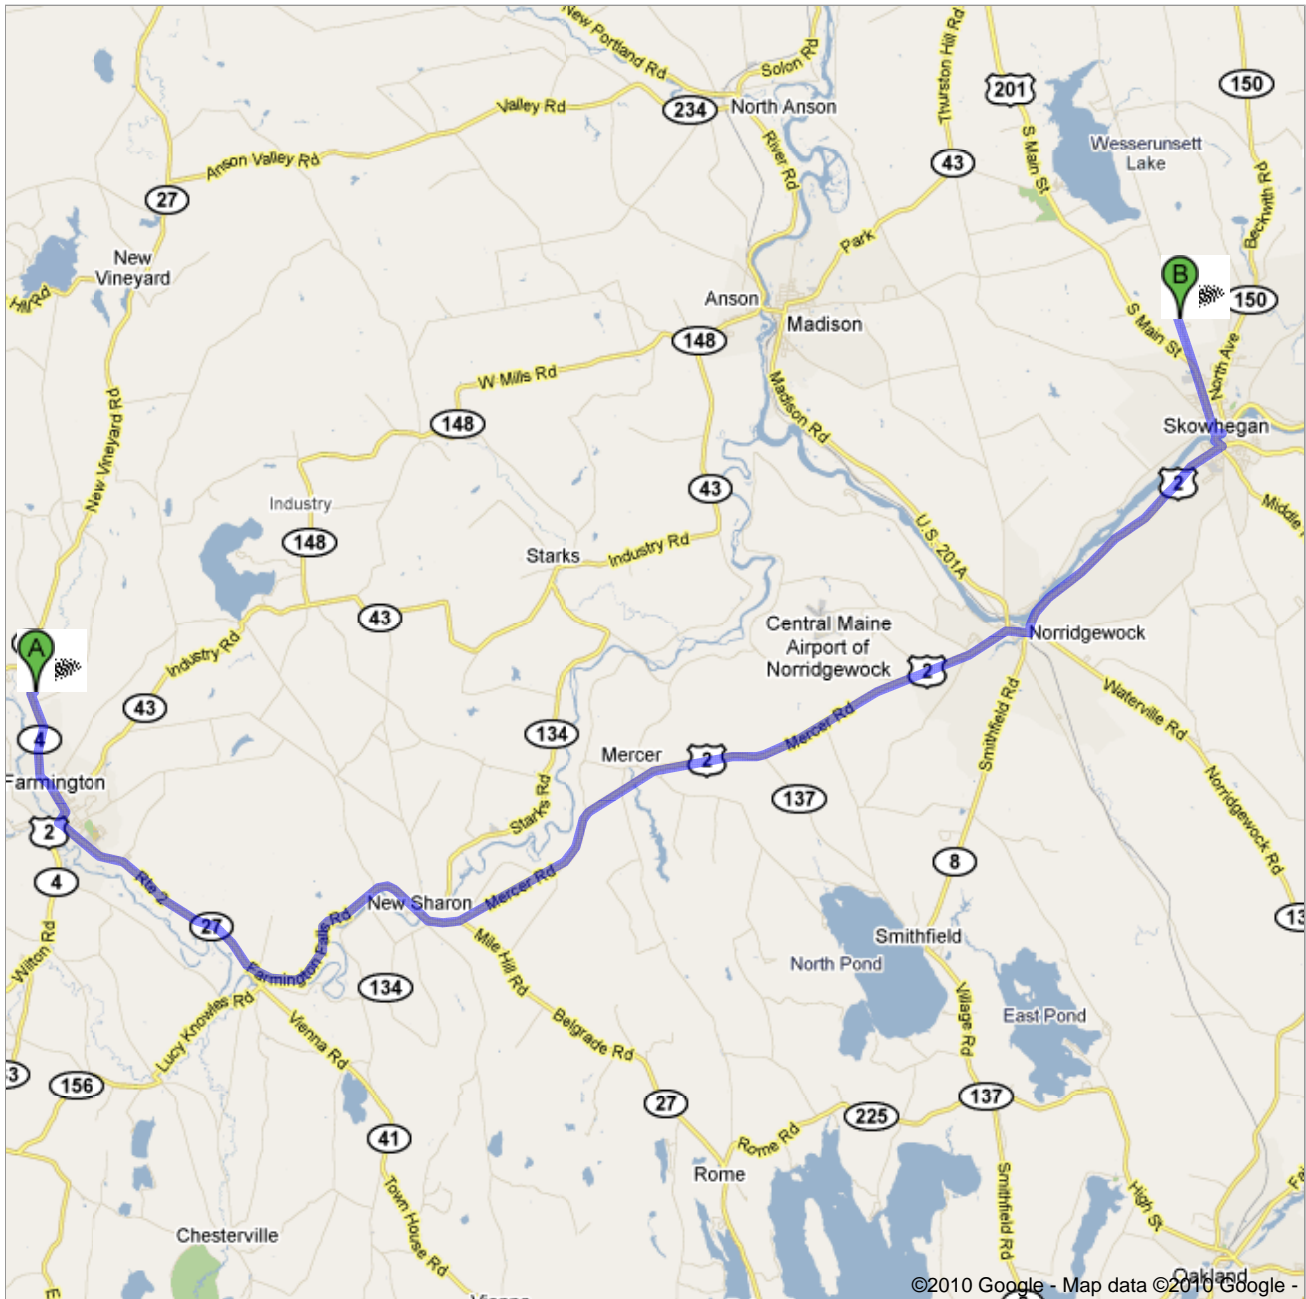 New Portland Rd
Solon Rd
Thurston Hill Rd
201
150
Valley Rd
234
North Anson
S Main St
Wesserunsett
Lake
Anson Valley Rd
River Rd
43
Beckwith Rd
27
Park
New
Vineyard
Hill Rd
B
150
Anson
Madison
S Main St
148
North Ave
W Mills Rd
Madison Rd
148
Skowhegan
New Vineyard Rd
2
43
Industry
Middle
148
U.S. 201A
Starks
Industry Rd
43
Central Maine
Airport of
Norridgewock
Norridgewock
A
Industry Rd
2
Smithfield Rd
Waterville Rd
43
4
134
Mercer Rd
Mercer
2
Farmington
137
Norridgewock Rd
2
Starks Rd
4
8
Rte 2
Mercer Rd
New Sharon
27
Farmington Falls Rd
13
Wilton Rd
Mile Hill Rd
Smithfield
North Pond
134
Lucy Knowles Rd
Vienna Rd
Belgrade Rd
Village Rd
East Pond
3
156
27
137
225
41
Rome Rd
Rome
Town House Rd
Smithfield Rd
High St
Chesterville
Oakland
©2010 Google - Map data ©2010 Google -